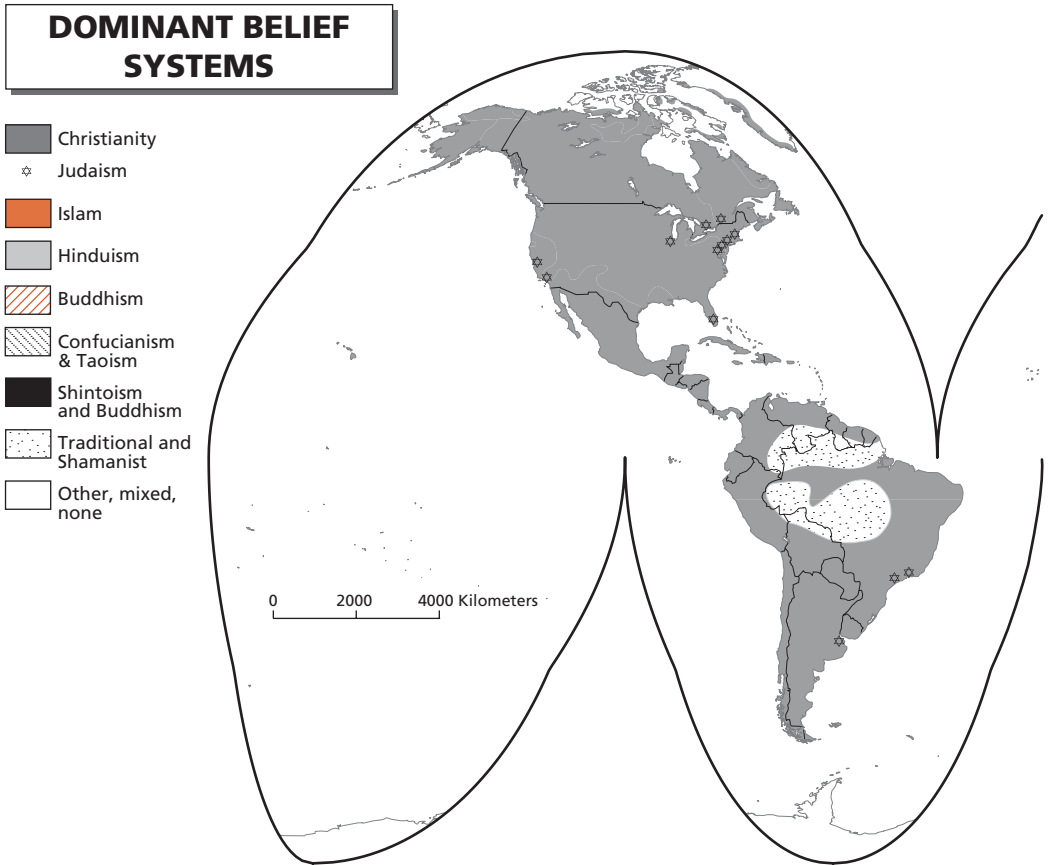 DOMINANT BELIEF
SYSTEMS
Christianity
Judaism
Islam
Hinduism
Buddhism
Confucianism
& Taoism
Shintoism
and Buddhism
Traditional and
Shamanist
Other, mixed,
none
0 2000 4000 Kilometers